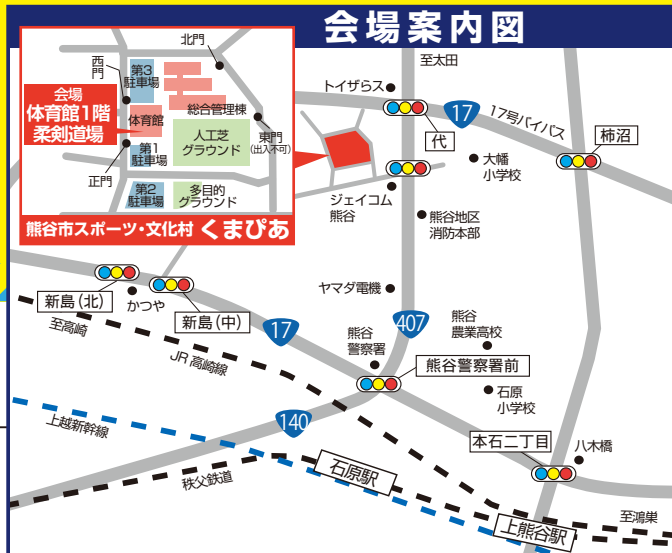 会場案内図
北門
西門
第3
駐車場
会場
体育館1階
柔剣道場
体育館
総合管理棟
人工芝
グラウンド
東門
(出入不可)
第1
駐車場
正門
第2
駐車場
多目的
グラウンド
熊谷市スポーツ・文化村 くまぴあ
至太田
トイザらス
17
17号バイパス
代
柿沼
大幡
小学校
ジェイコム
熊谷
熊谷地区
消防本部
ヤマダ電機
新島(北)
かつや
新島(中)
17
407
熊谷
農業高校
熊谷
警察署
熊谷警察署前
至高崎
JR高崎線
石原
小学校
140
上越新幹線
本石二丁目
八木橋
石原駅
秩父鉄道
上熊谷駅
至鴻巣